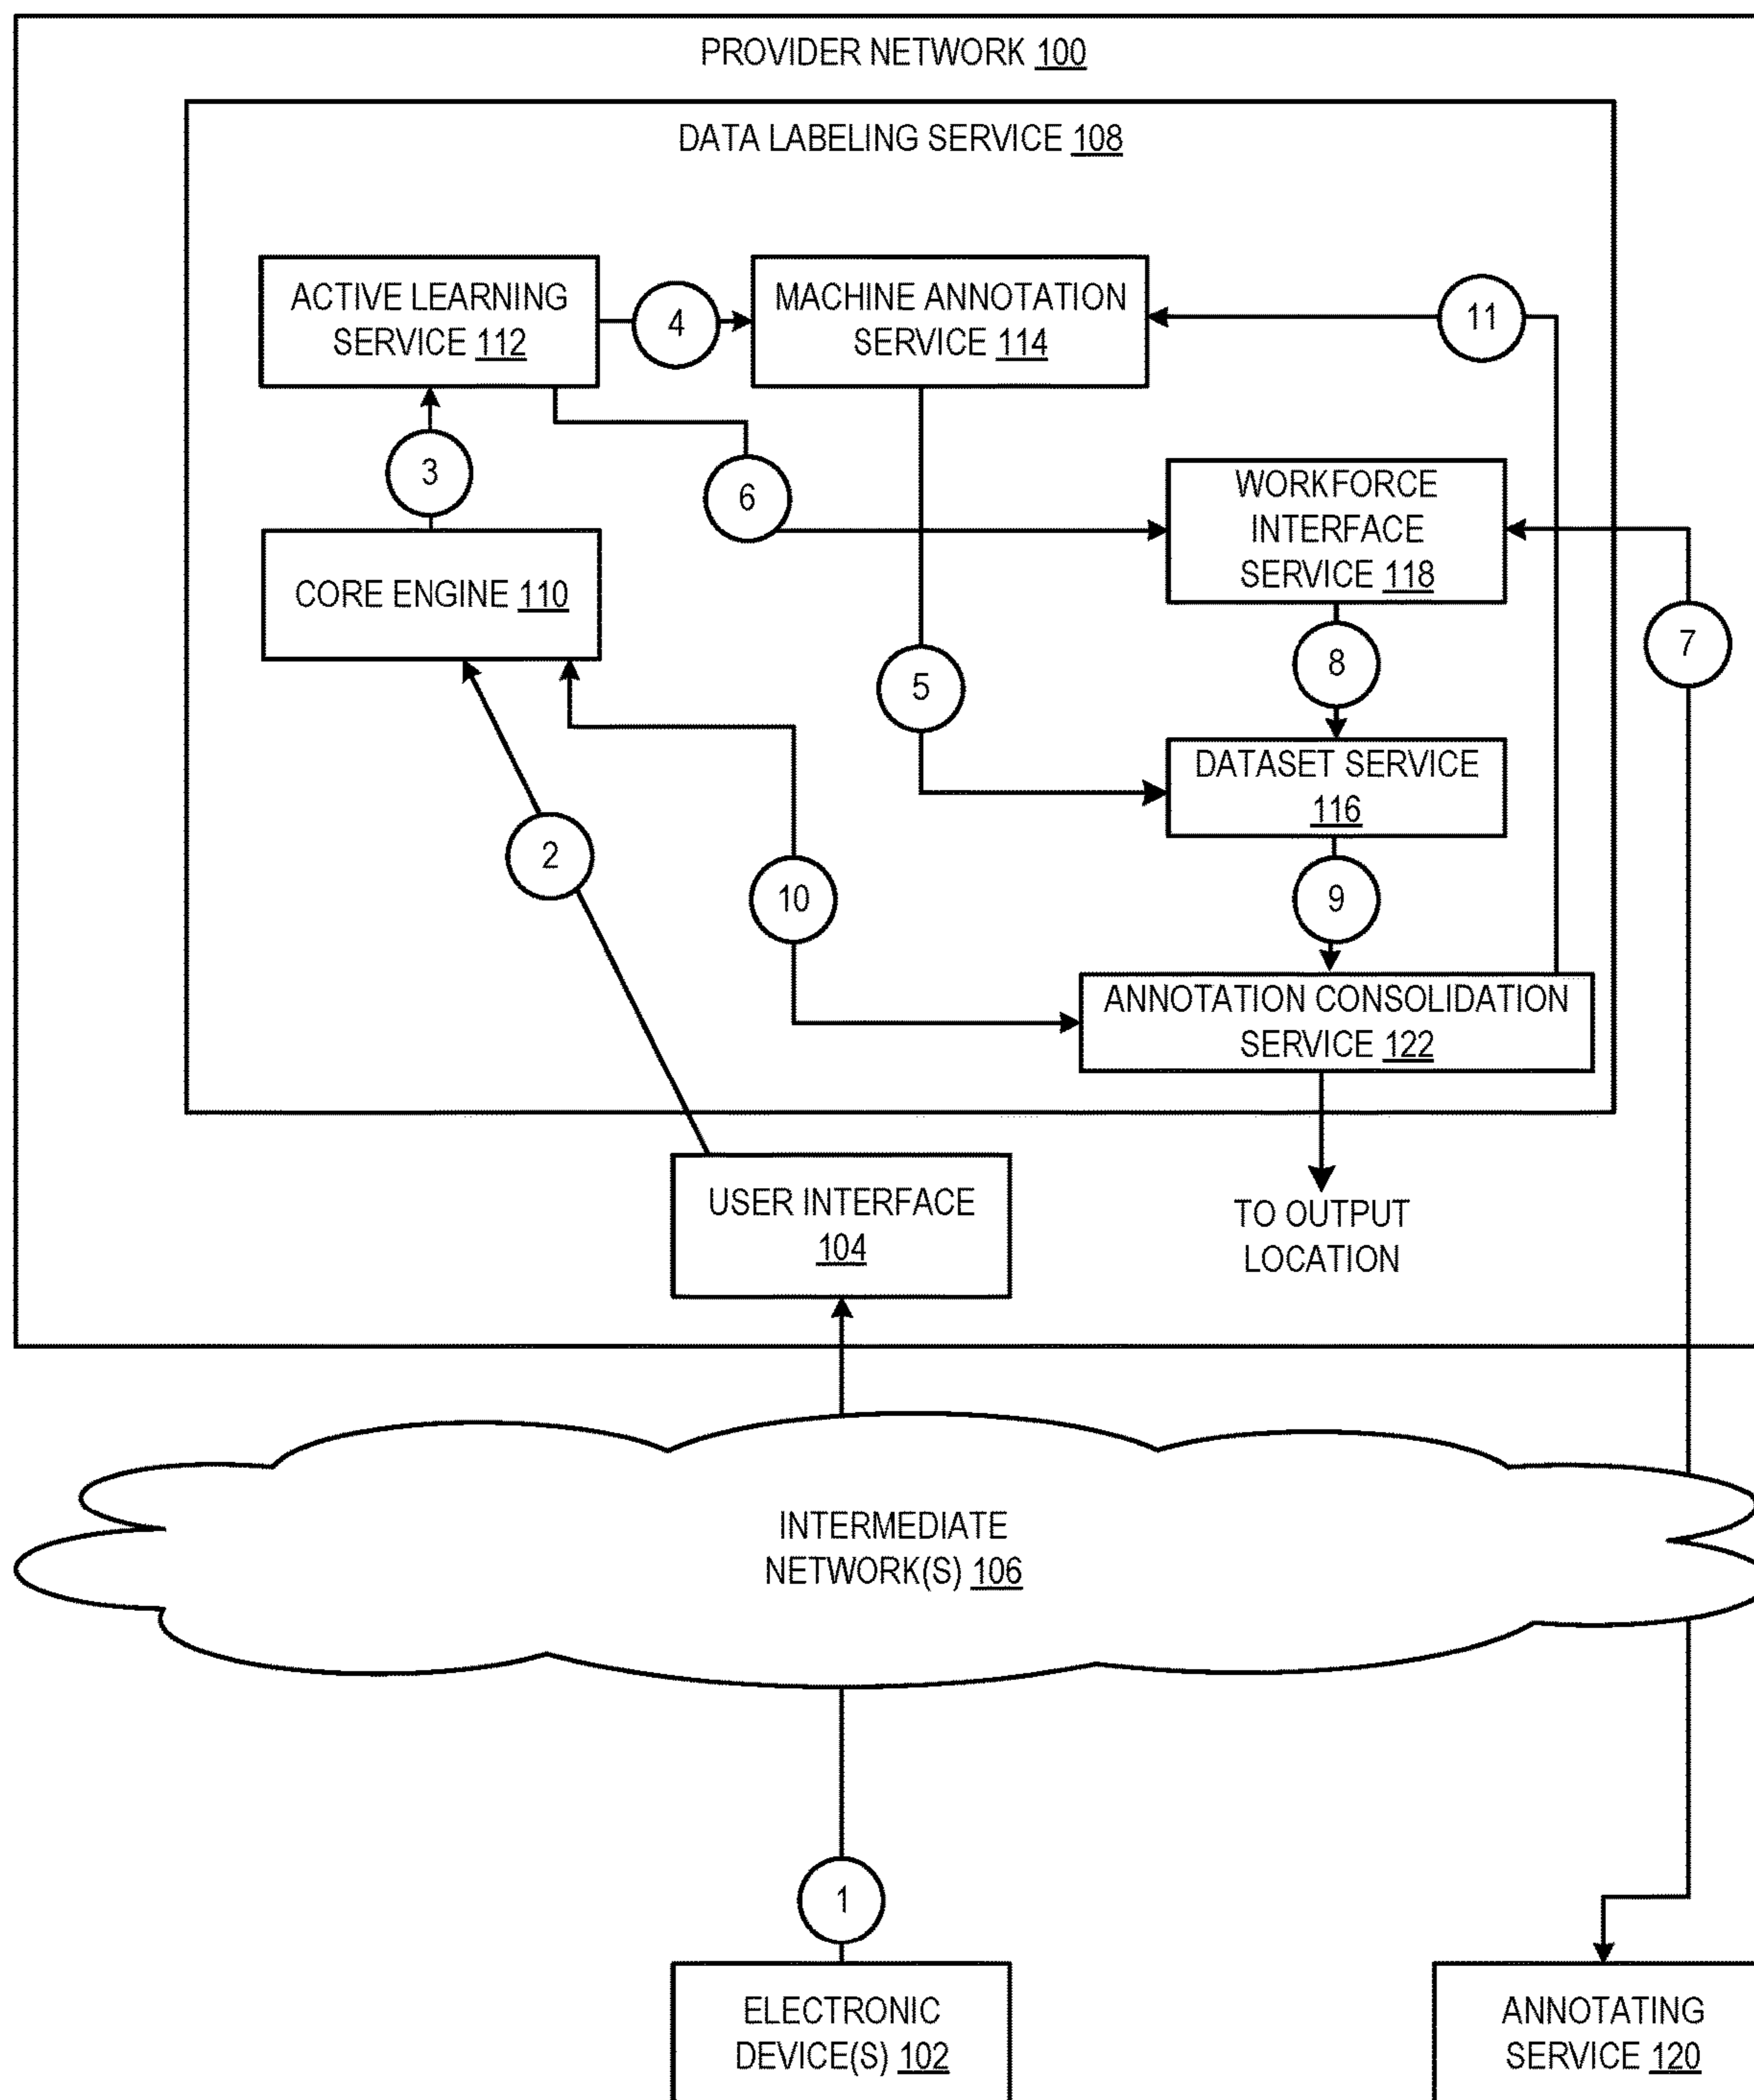 PROVIDER NETWORK 100
DATA LABELING SERVICE 108
ACTIVE LEARNING
SERVICE 112
4
MACHINE ANNOTATION
SERVICE 114
11
3
6
WORKFORCE
INTERFACE
SERVICE 118
CORE ENGINE 110
7
8
5
DATASET SERVICE
116
2
10
9
ANNOTATION CONSOLIDATION
SERVICE 122
USER INTERFACE
104
TO OUTPUT
LOCATION
INTERMEDIATE
NETWORK(S) 106
1
ELECTRONIC
DEVICE(S) 102
ANNOTATING
SERVICE 120